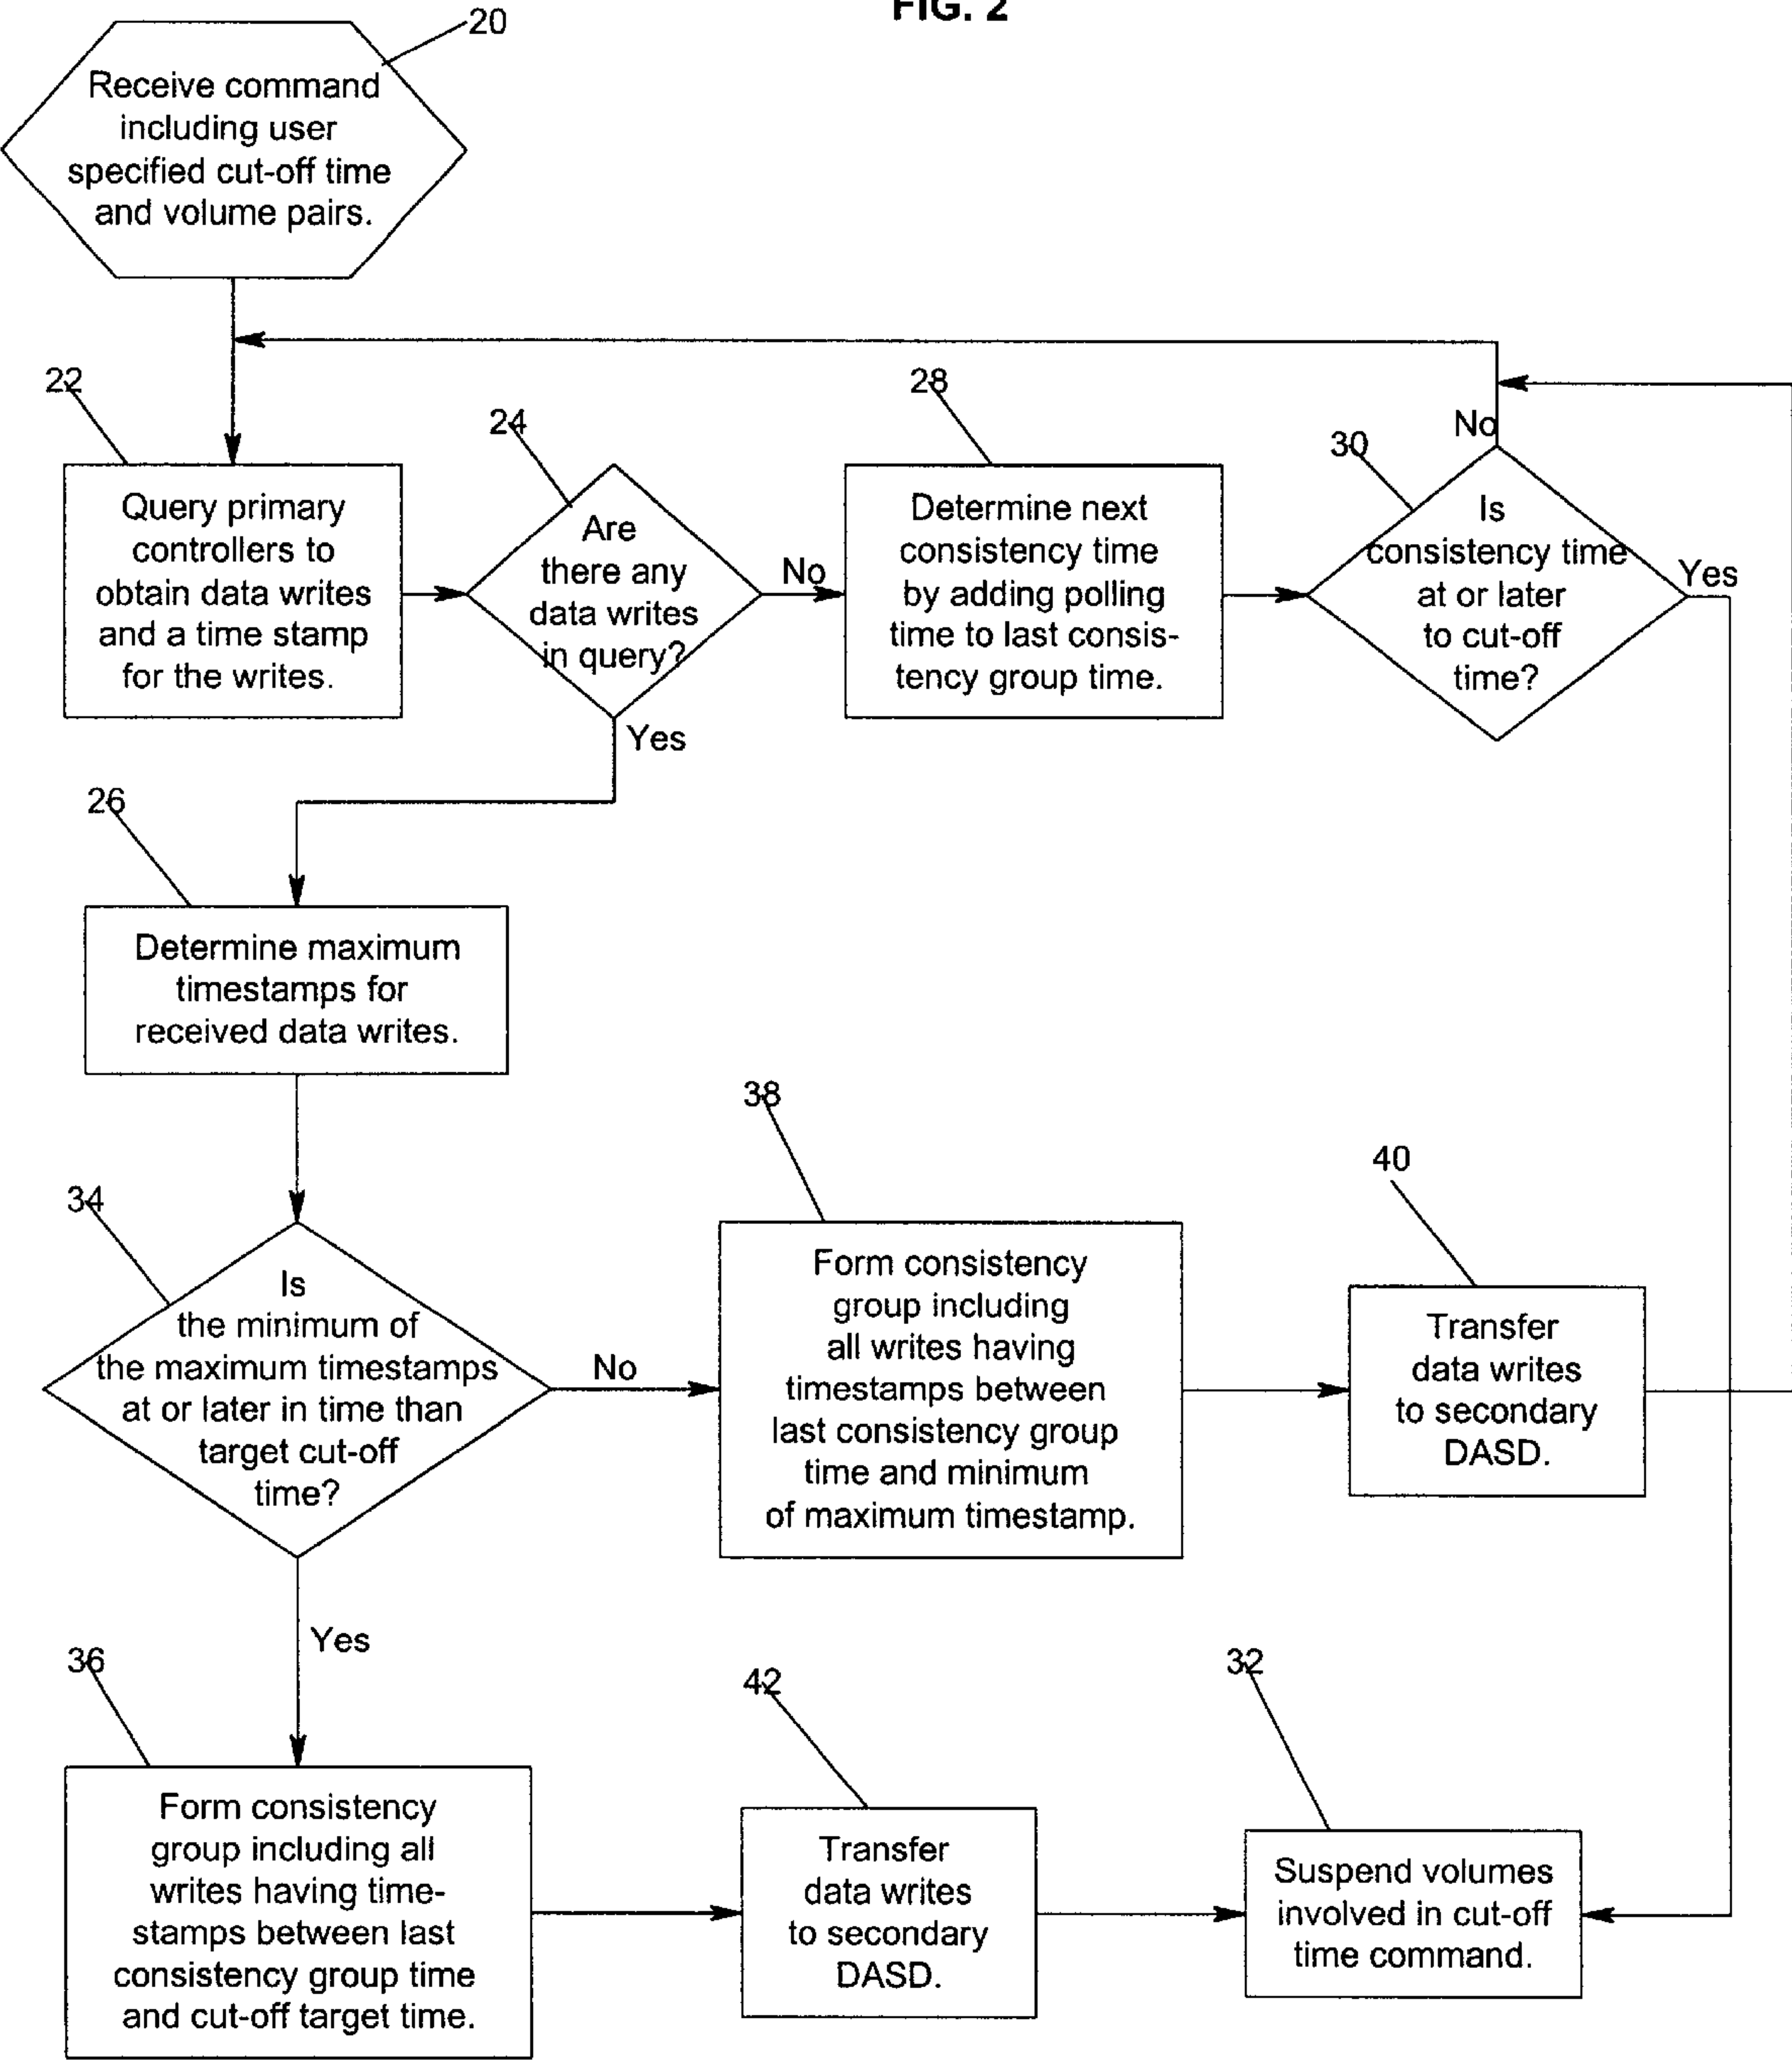 FIG. 2
20
Receive command
including user
specified cut-off time
and volume pairs.
22
Query primary
controllers to
obtain data writes
and a time stamp
for the writes.
24
Are
there any
data writes
in query?
No
Yes
28
Determine next
consistency time
by adding polling
time to last consis-
tency group time.
30
Is
consistency time
at or later
to cut-off
time?
No
Yes
26
Determine maximum
timestamps for
received data writes.
34
Is
the minimum of
the maximum timestamps
at or later in time than
target cut-off
time?
No
Yes
38
Form consistency
group including
all writes having
timestamps between
last consistency group
time and minimum
of maximum timestamp.
40
Transfer
data writes
to secondary
DASD.
36
Form consistency
group including all
writes having time-
stamps between last
consistency group time
and cut-off target time.
42
Transfer
data writes
to secondary
DASD.
32
Suspend volumes
involved in cut-off
time command.